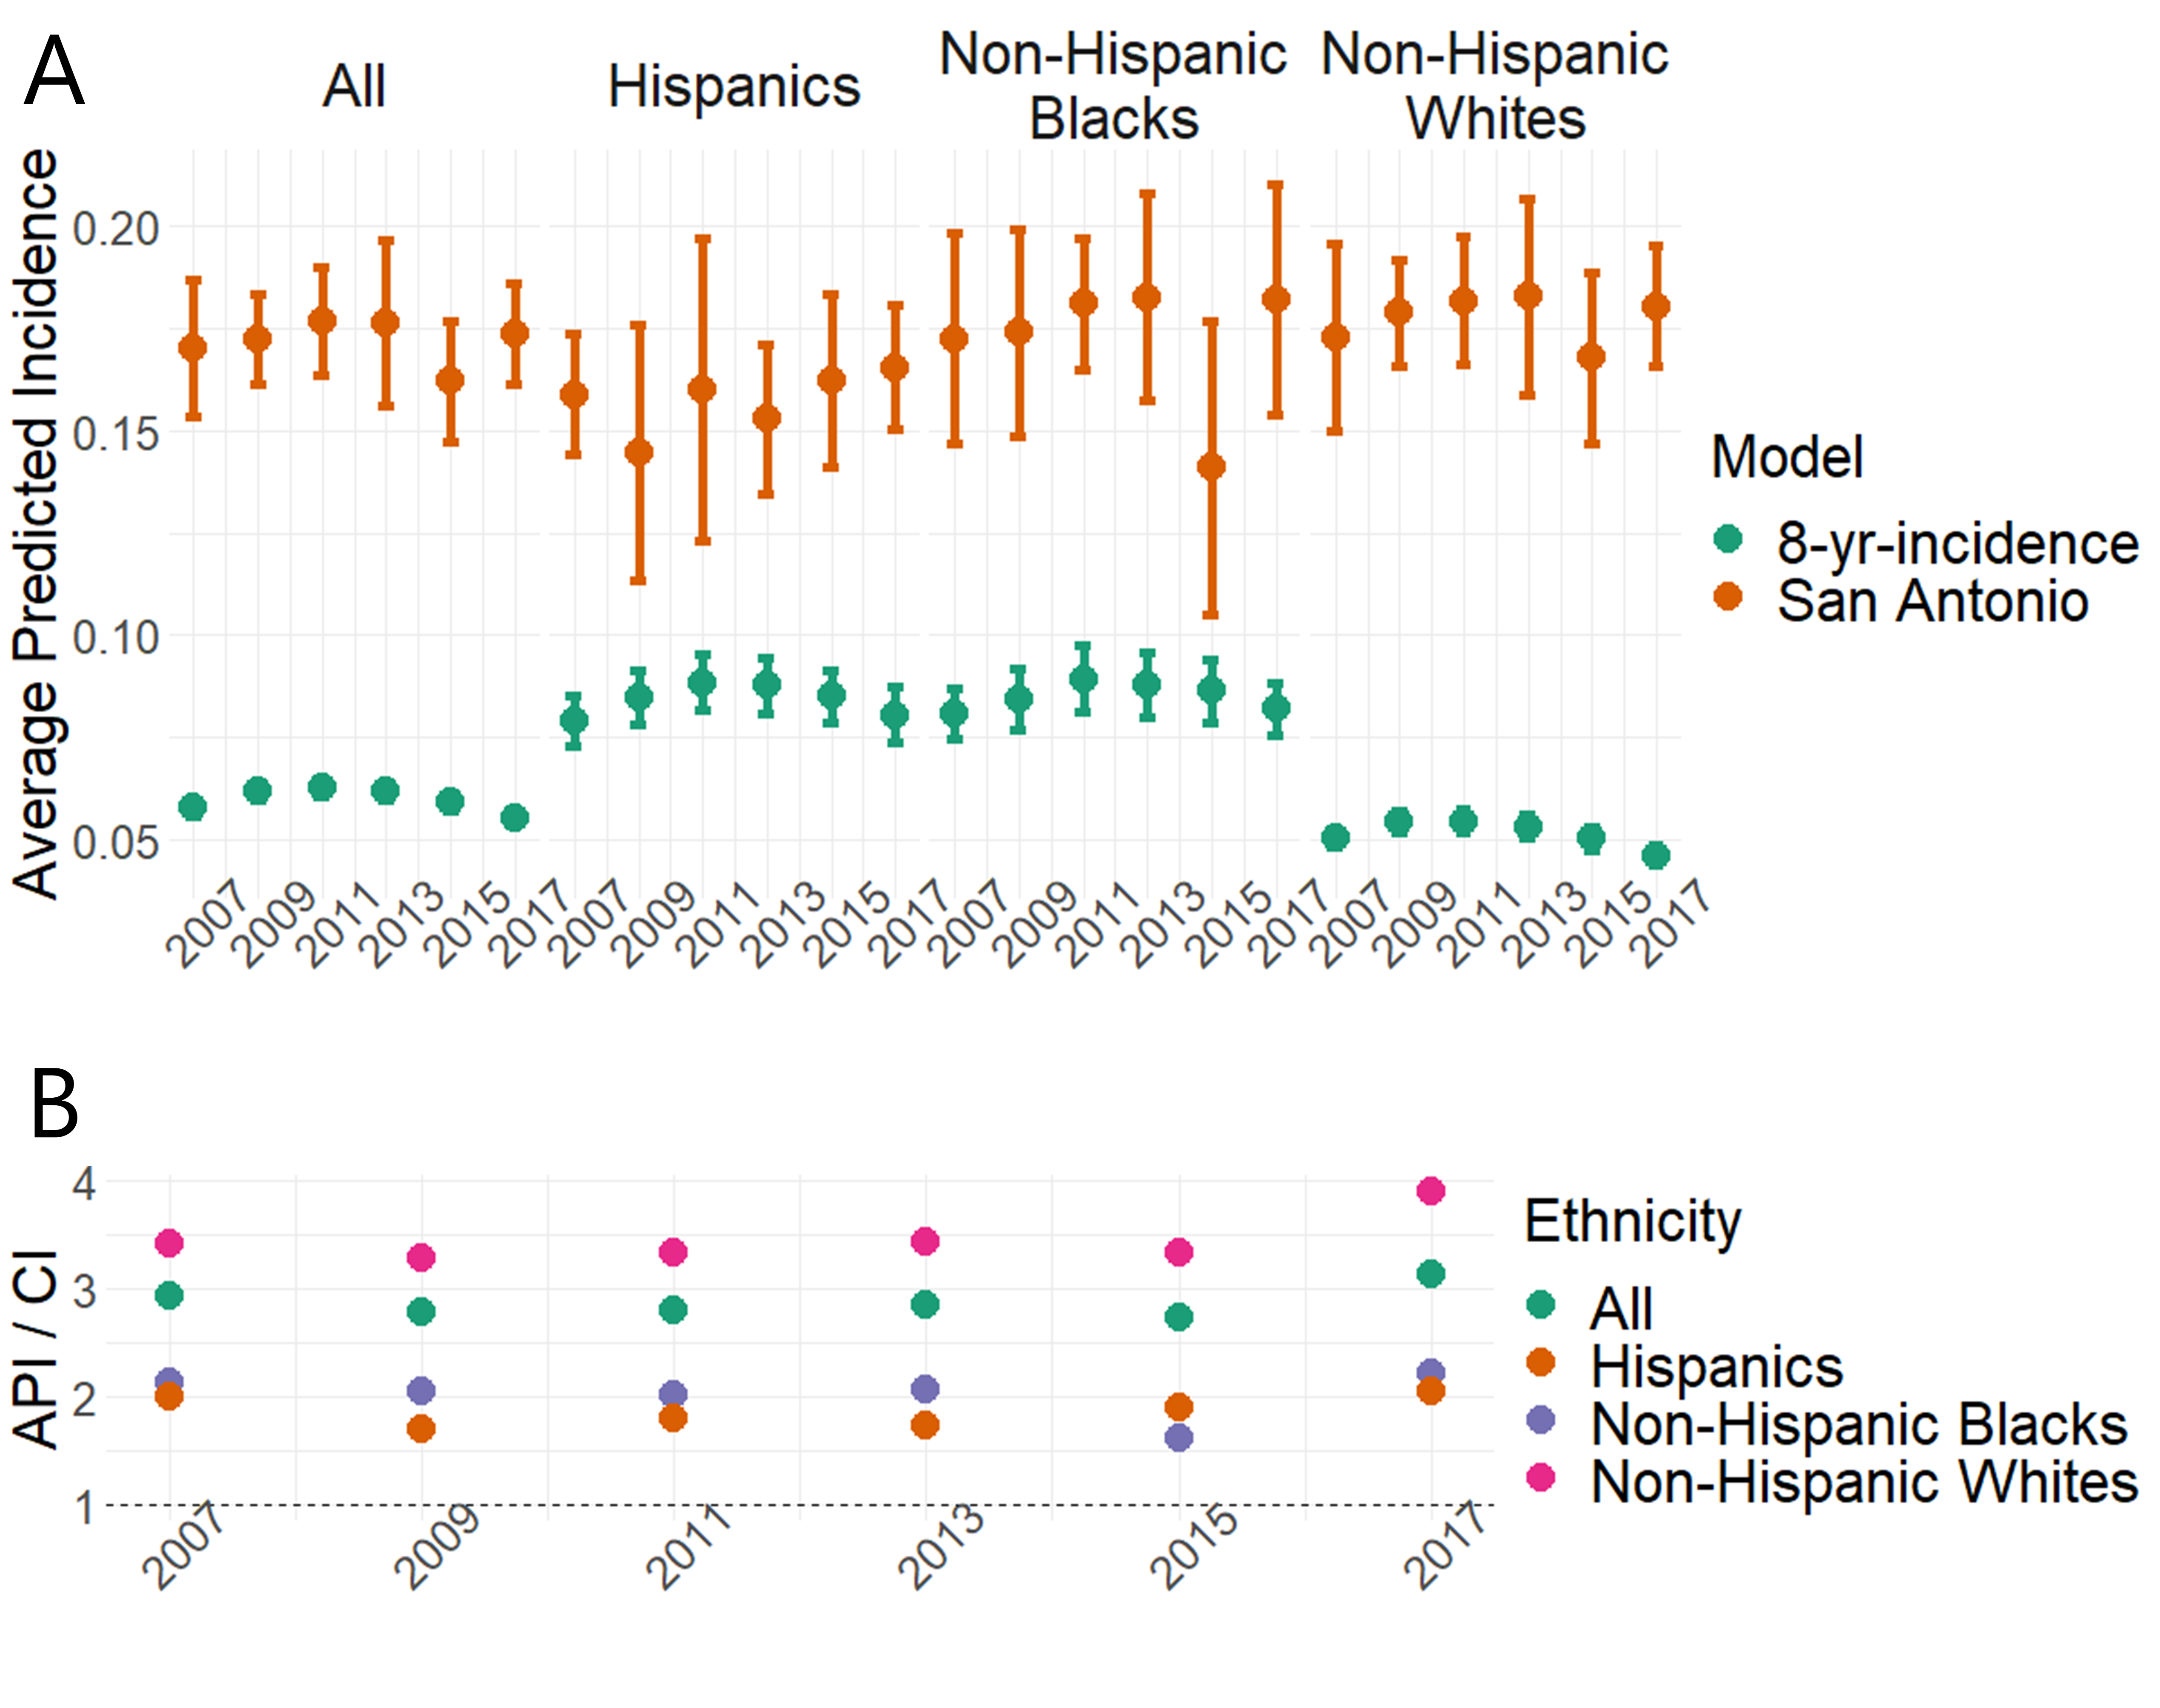 A
All
Hispanics
Non-Hispanic
Blacks
Non-Hispanic
Whites
Average Predicted Incidence
0.20
0.15
0.10
0.05
2007 2009 2011 2013 2015 2017 2007 2009 2011 2013 2015 2017 2007 2009 2011 2013 2015 2017 2007 2009 2011 2013 2015 2017
Model
8-yr-incidence
San Antonio
B
API / CI
4
3
2
1
2007 2009 2011 2013 2015 2017
Ethnicity
All
Hispanics
Non-Hispanic Blacks
Non-Hispanic Whites